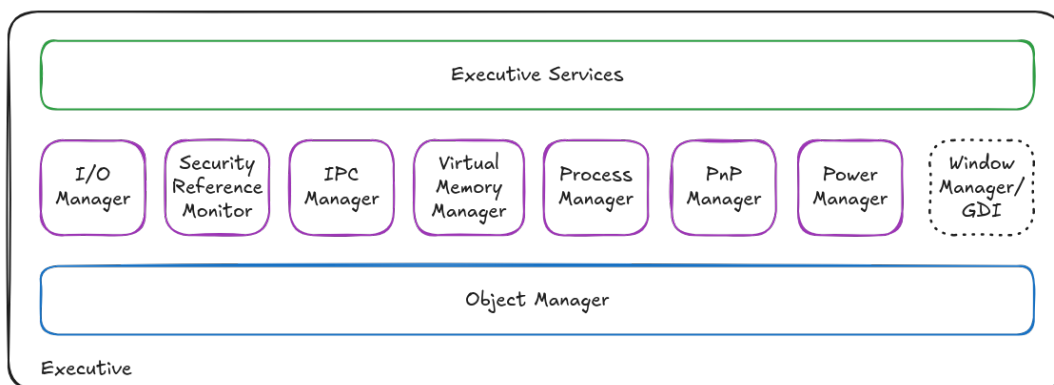 Executive Services
I/O
Manager
Security
Reference
Monitor
IPC
Manager
Virtual
Memory
Manager
Process
Manager
PnP
Manager
Power
Manager
Window
Manager/
GDI
Object Manager
Executive